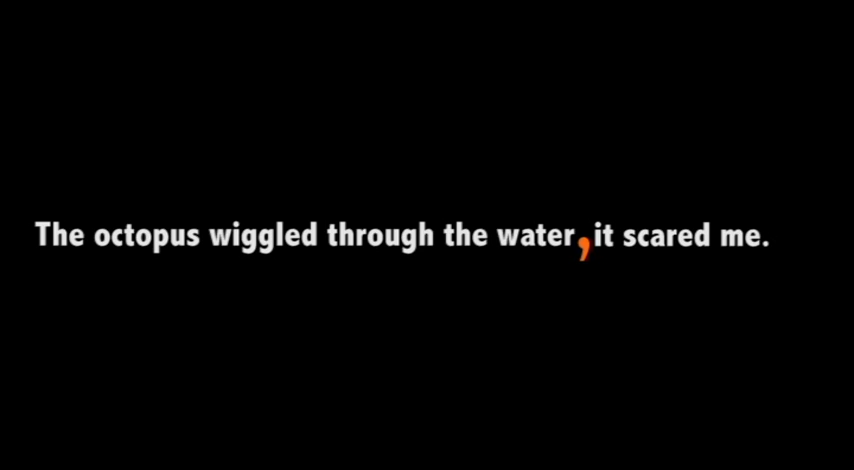 The octopus wiggled through the water, it scared me.